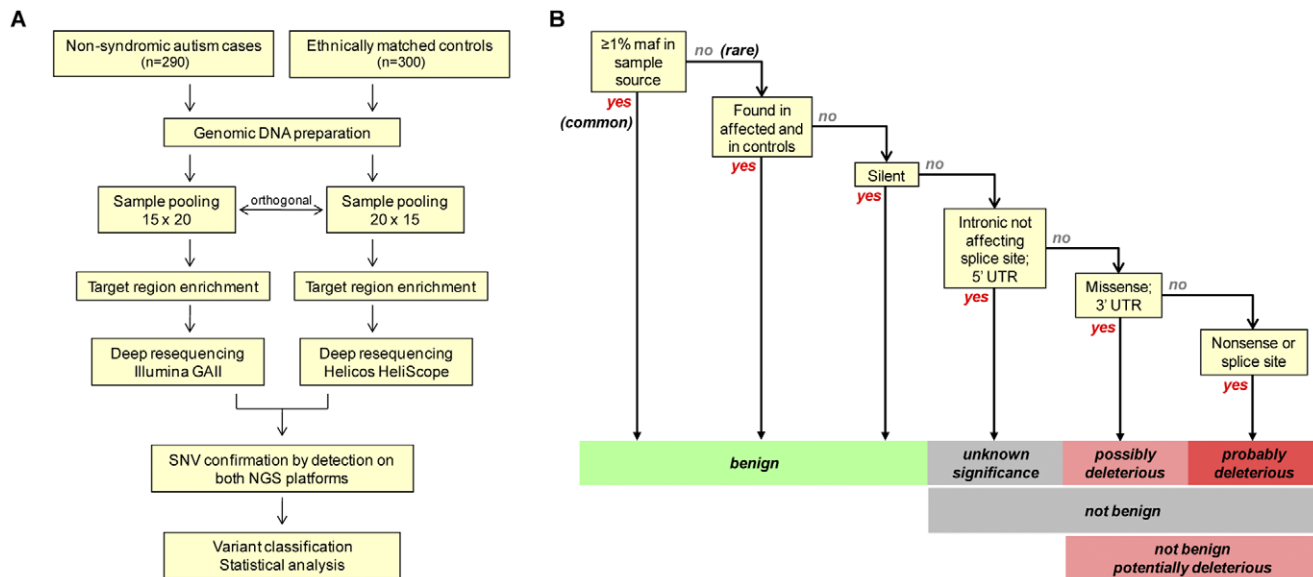 A
Non-syndromic autism cases
(n=290)
Ethnically matched controls
(n=300)
Genomic DNA preparation
Sample pooling
15 x 20
orthogonal
Sample pooling
20 x 15
Target region enrichment
Target region enrichment
Deep resequencing
Illumina GAII
Deep resequencing
Helicos HeliScope
SNV confirmation by detection on
both NGS platforms
Variant classification
Statistical analysis
B
≥1% maf in
sample
source
no (rare)
yes
(common)
Found in
affected and
in controls
no
yes
Silent
no
yes
Intronic not
affecting
splice site;
5' UTR
no
yes
Missense;
3' UTR
no
yes
Nonsense or
splice site
yes
benign
unknown
significance
possibly
deleterious
probably
deleterious
not benign
not benign
potentially deleterious